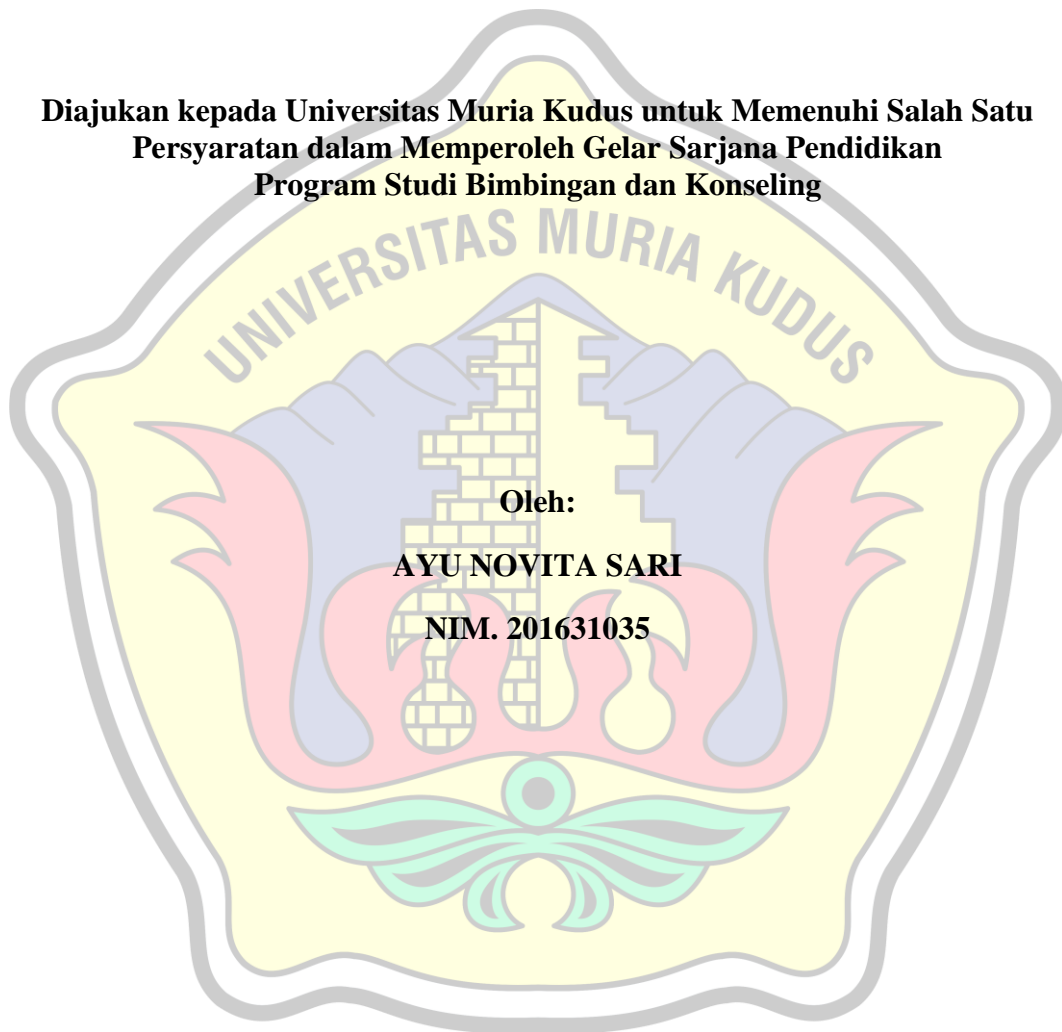 Diajukan kepada Universitas Muria Kudus untuk Memenuhi Salah Satu
Persyaratan dalam Memperoleh Gelar Sarjana Pendidikan
Program Studi Bimbingan dan Konseling
UNIVERSITAS MURIA KUDUS
Oleh:
AYU NOVITA SARI
NIM. 201631035